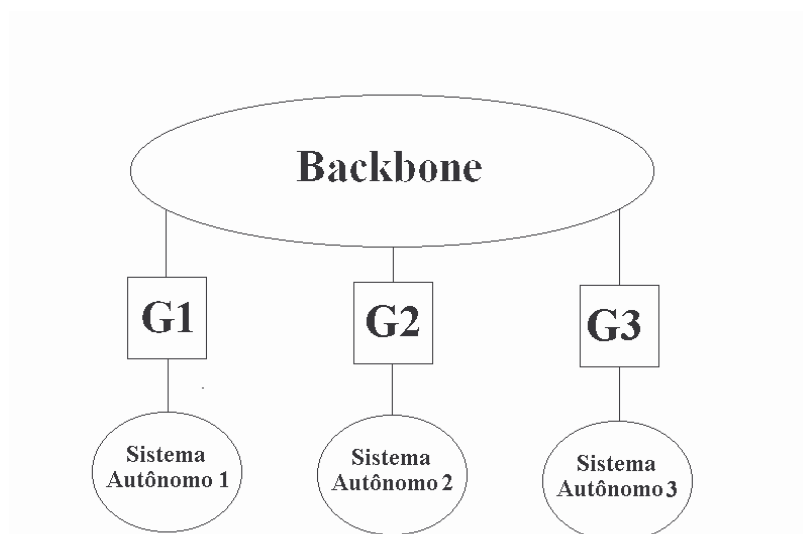 Backbone
G1
G2
G3
Sistema
Autônomo 1
Sistema
Autônomo 2
Sistema
Autônomo 3